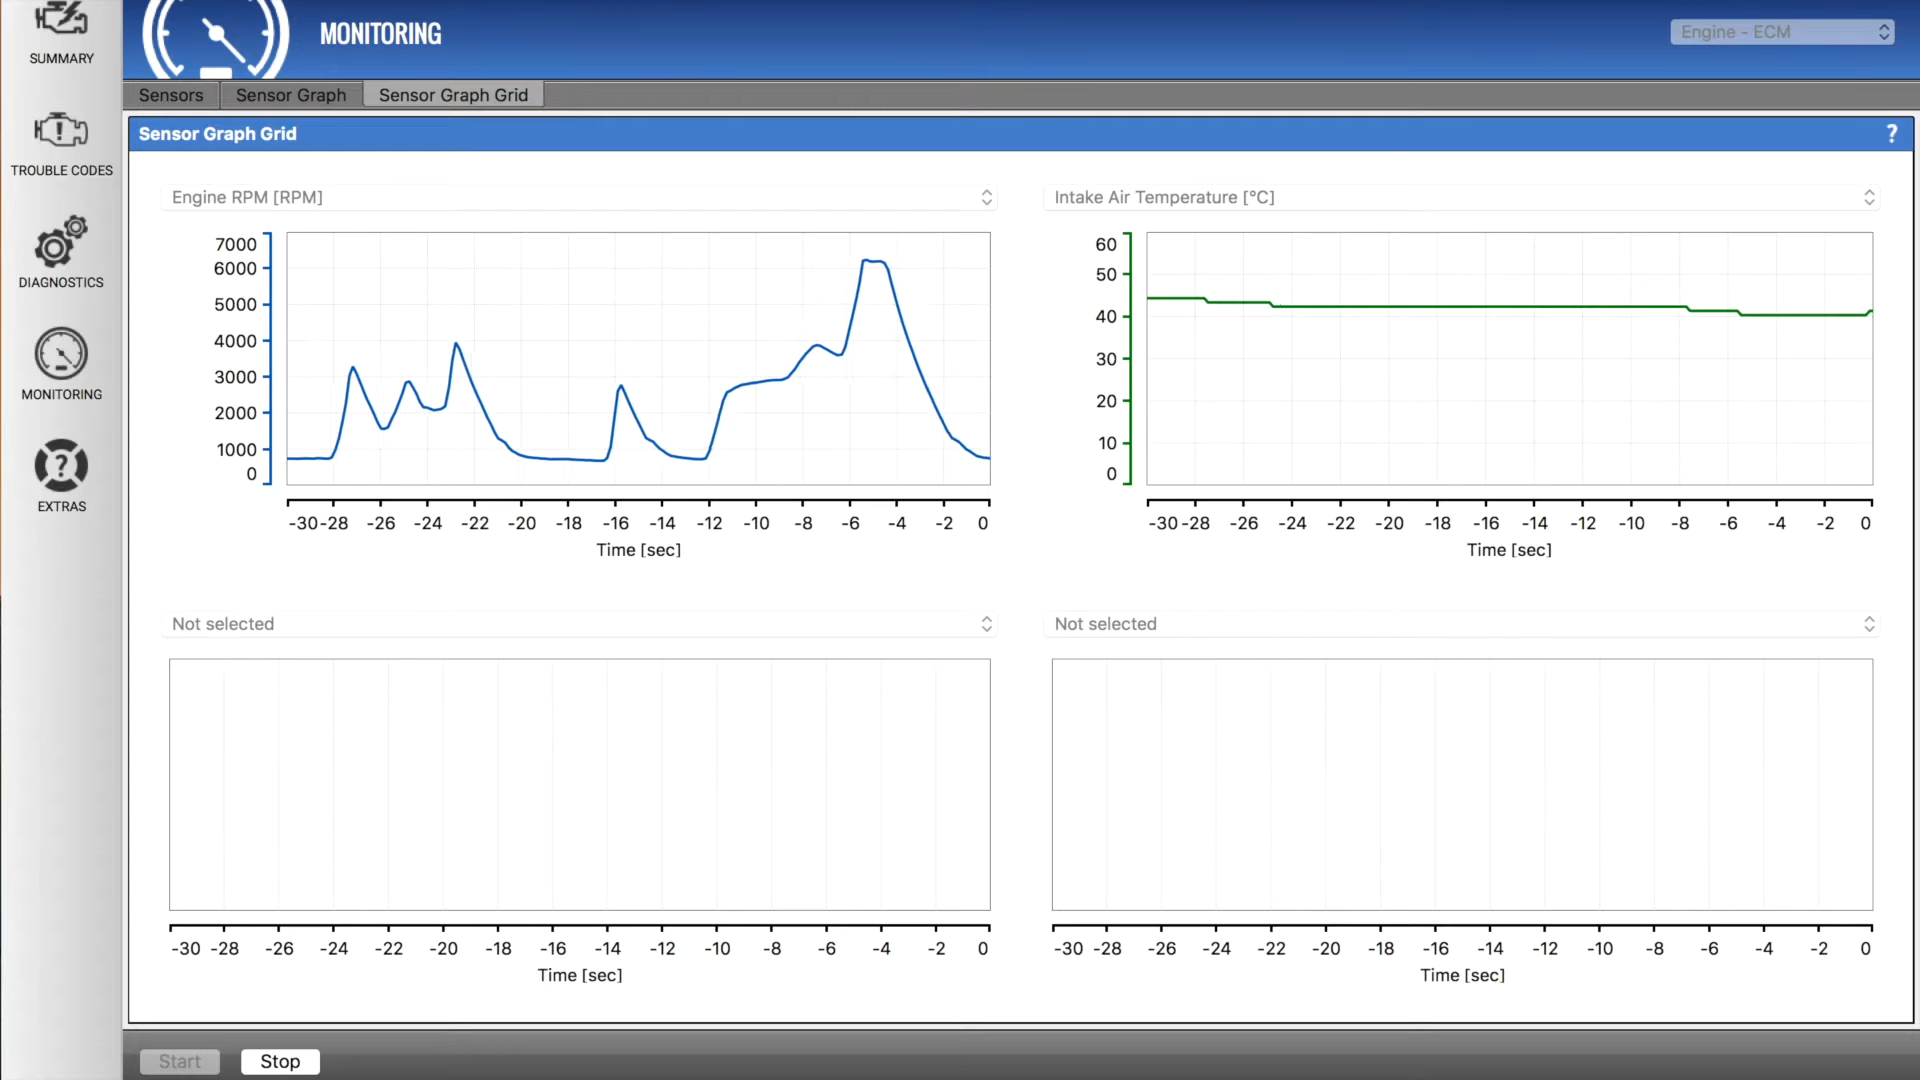 SUMMARY
TROUBLE CODES
DIAGNOSTICS
MONITORING
EXTRAS
MONITORING
Engine - ECM
Sensors
Sensor Graph
Sensor Graph Grid
Sensor Graph Grid
?
Engine RPM [RPM]
7000
6000
5000
4000
3000
2000
1000
0
-30 -28 -26 -24 -22 -20 -18 -16 -14 -12 -10 -8 -6 -4 -2 0
Time [sec]
Intake Air Temperature [°C]
60
50
40
30
20
10
0
-30 -28 -26 -24 -22 -20 -18 -16 -14 -12 -10 -8 -6 -4 -2 0
Time [sec]
Not selected
-30 -28 -26 -24 -22 -20 -18 -16 -14 -12 -10 -8 -6 -4 -2 0
Time [sec]
Not selected
-30 -28 -26 -24 -22 -20 -18 -16 -14 -12 -10 -8 -6 -4 -2 0
Time [sec]
Start
Stop